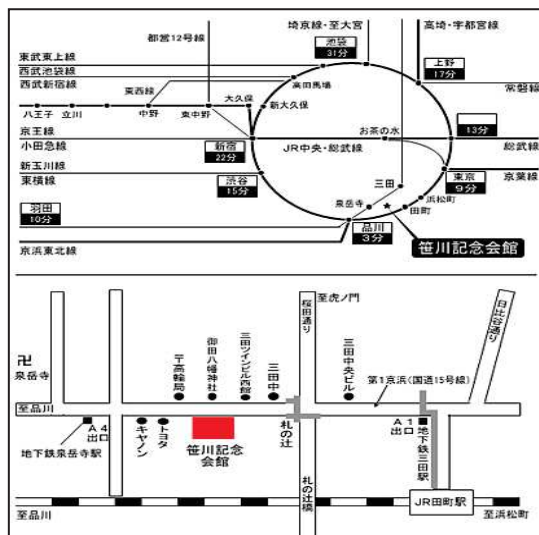 埼京線・至大宮
高崎・宇都宮線
都営12号線
池袋
31分
上野
17分
東武東上線
西武池袋線
西武新宿線
東西線
高田馬場
常磐線
大久保
新大久保
八王子
立川
中野
東中野
お茶の水
13分
京王線
小田急線
新宿
22分
JR中央・総武線
総武線
新玉川線
東横線
渋谷
15分
三田
東京
9分
京葉線
羽田
10分
泉岳寺
浜松町
田町
品川
3分
笹川記念会館
京浜東北線
至虎ノ門
桜田通り
日比谷通り
卍
泉岳寺
〒高輪局
御田八幡神社
三田ツインビル西館
三田中
三田中央ビル
第1京浜(国道15号線)
至品川
A4
出口
地下鉄泉岳寺駅
キヤノン
トヨタ
笹川記念
会館
札の辻
A1
出口
地下鉄三田駅
札の辻橋
JR田町駅
至品川
至浜松町